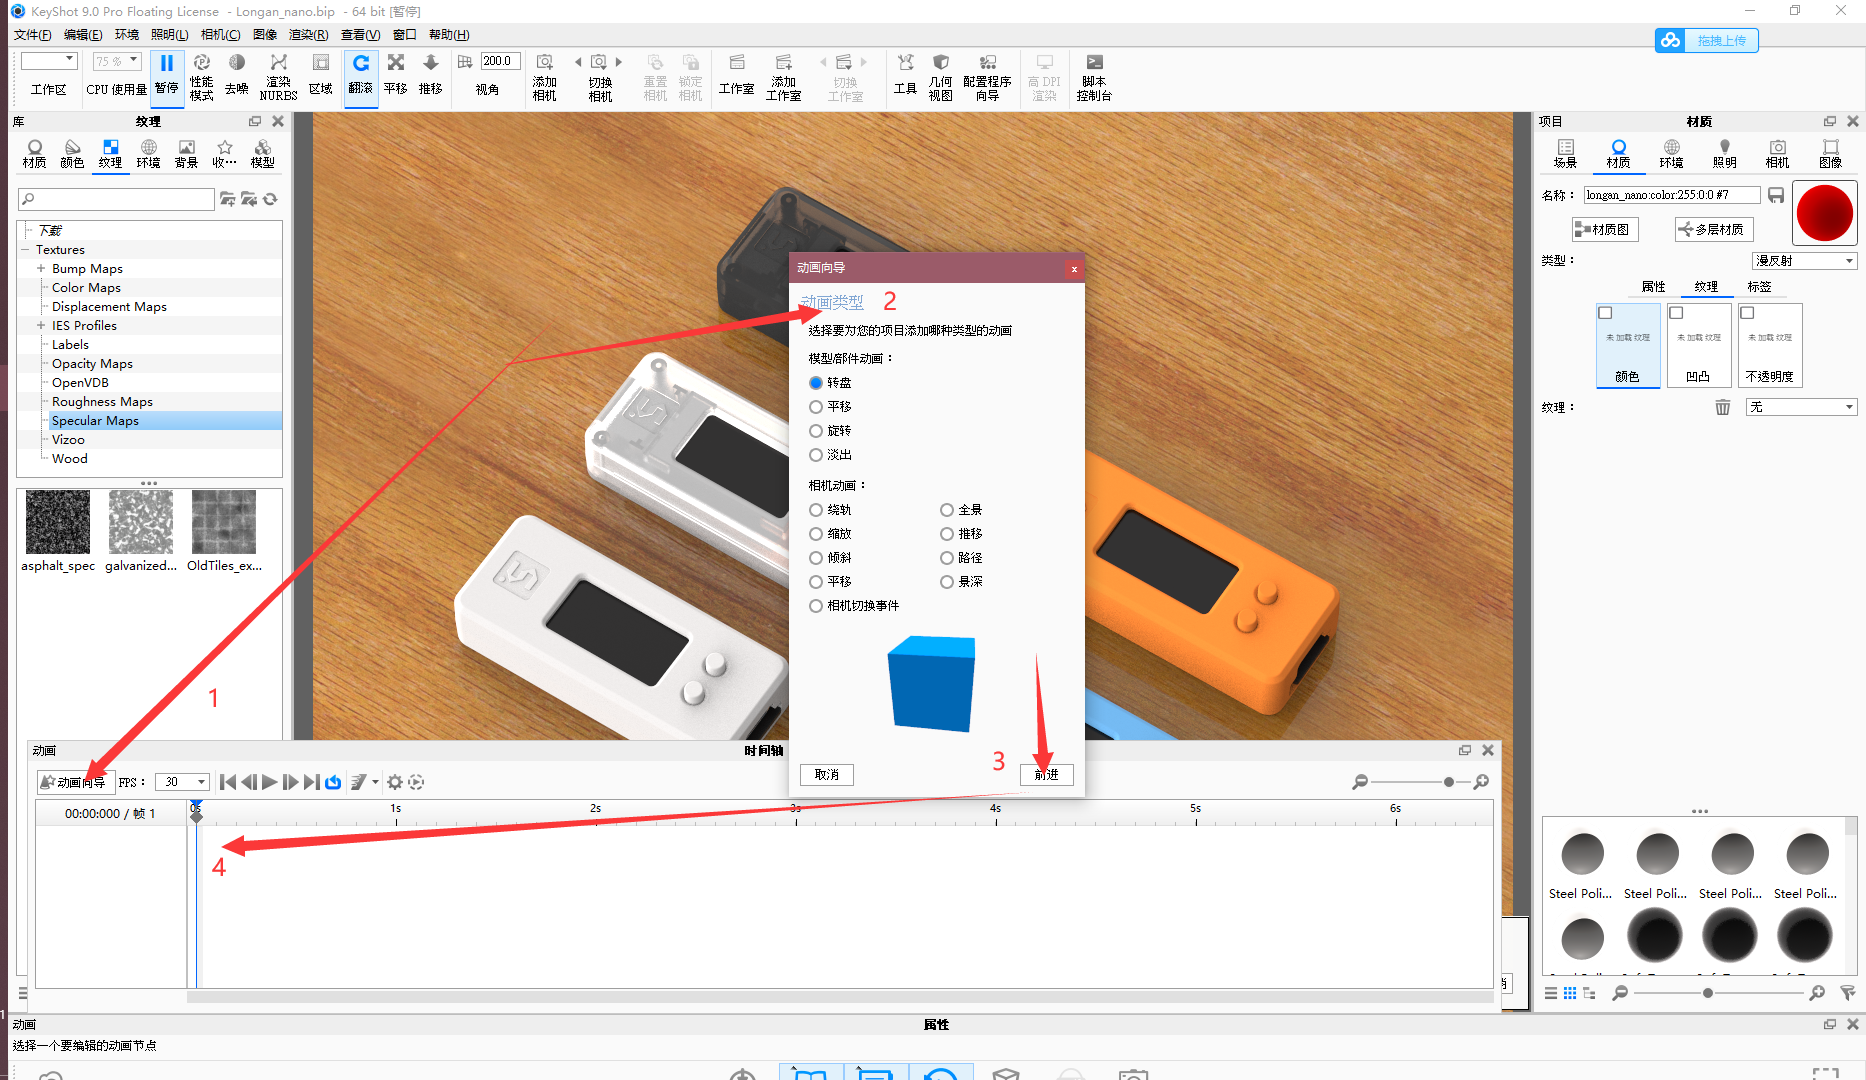 KeyShot 9.0 Pro Floating License  - Longan_nano.bip  - 64 bit [暂停]
文件(F) 编辑(E) 环境 照明(L) 相机(C) 图像 渲染(R) 查看(V) 窗口 帮助(H)
拖拽上传
75 %
200.0
工作区
CPU 使用量
暂停
性能
模式
去噪
渲染
NURBS
区域
翻滚
平移
推移
视角
添加
相机
切换
相机
重置
相机
锁定
相机
工作室
添加
工作室
切换
工作室
工具
几何
视图
配置程序
向导
高 DPI
渲染
脚本
控制台
库
纹理
材质 颜色 纹理 环境 背景 收… 模型
下载
Textures
Bump Maps
Color Maps
Displacement Maps
IES Profiles
Labels
Opacity Maps
OpenVDB
Roughness Maps
Specular Maps
Vizoo
Wood
asphalt_spec galvanized... OldTiles_ex...
动画向导
x
动画类型
2
选择要为您的项目添加哪种类型的动画
模型/部件动画：
转盘
平移
旋转
淡出
相机动画：
绕轨 全景
缩放 推移
倾斜 路径
平移 景深
相机切换事件
3
取消 前进
1
动画
时间轴
动画向导 FPS： 30
00:00:000 / 帧 1
0s 1s 2s 3s 4s 5s 6s
4
项目
材质
场景 材质 环境 照明 相机 图像
名称： longan_nano:color:255:0:0 #7
材质图 多层材质
类型： 漫反射
属性 纹理 标签
未加载纹理 未加载纹理 未加载纹理
颜色 凹凸 不透明度
纹理： 无
Steel Poli... Steel Poli... Steel Poli... Steel Poli...
动画
属性
选择一个要编辑的动画节点